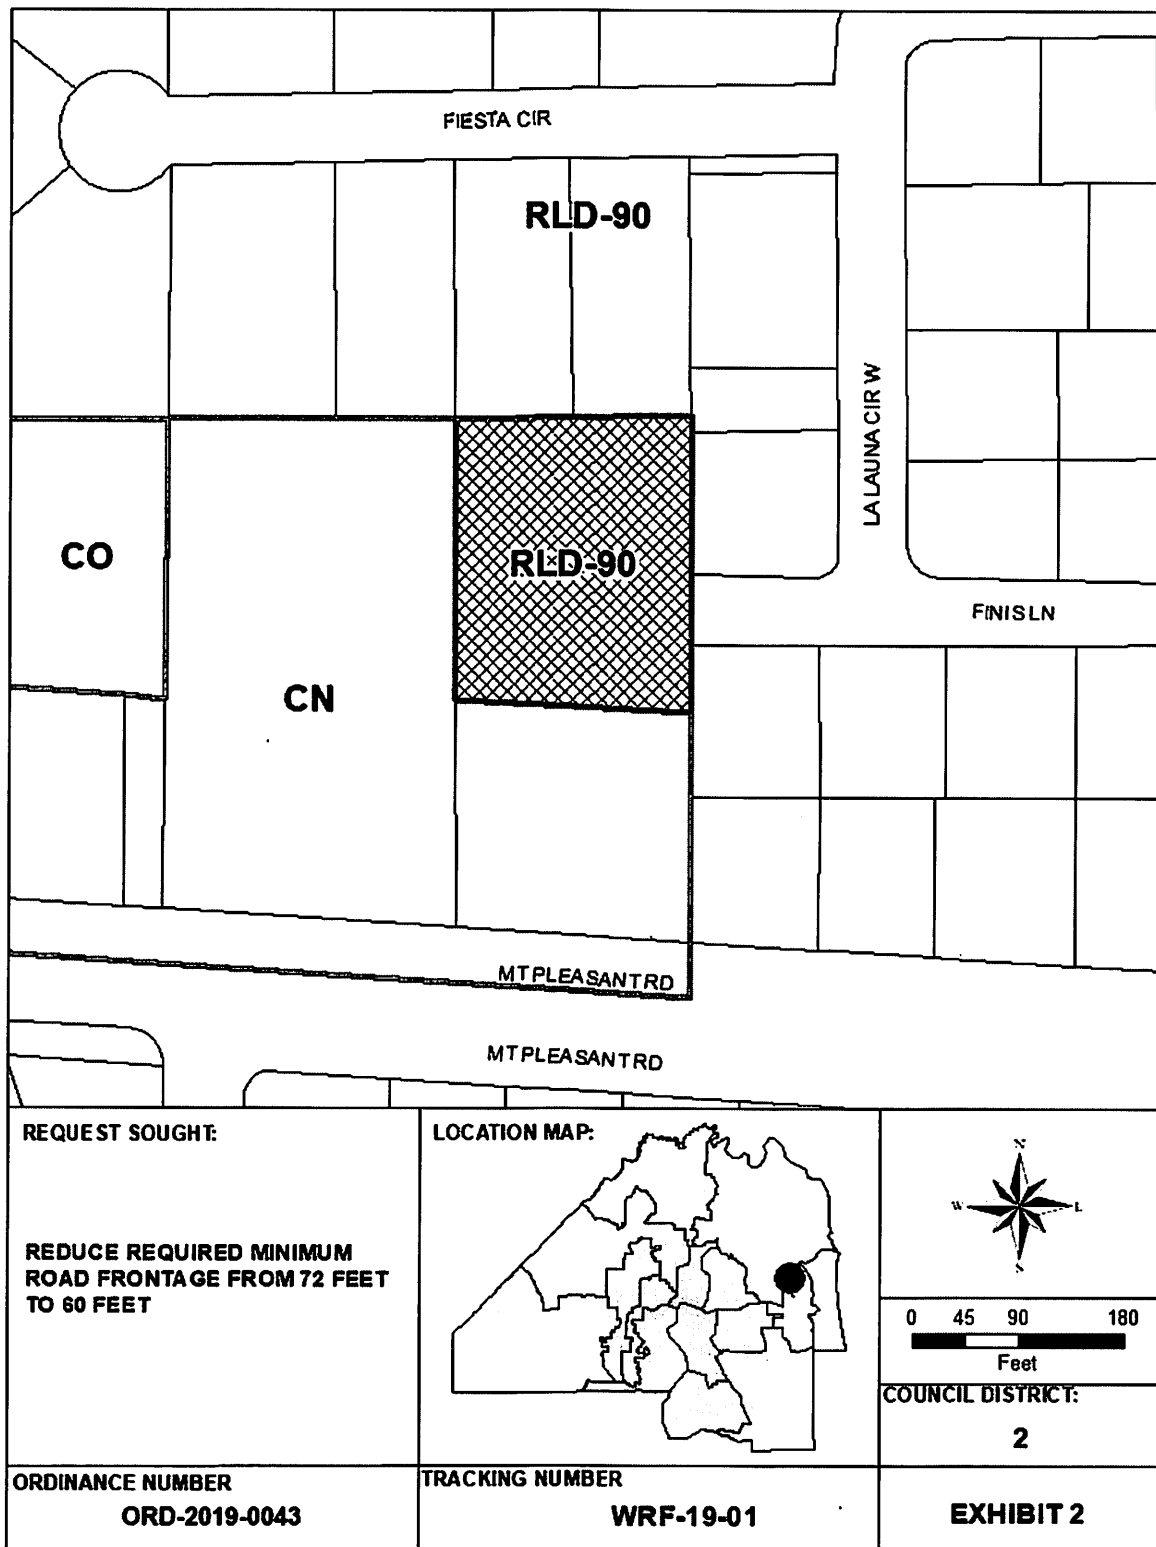 FIESTA CIR
RLD-90
LA LAUNA CIR W
CO
RLD-90
FINIS LN
CN
MT PLEASANT RD
MT PLEASANT RD
REQUEST SOUGHT:
REDUCE REQUIRED MINIMUM
ROAD FRONTAGE FROM 72 FEET
TO 60 FEET
LOCATION MAP:
N
W
S
0 45 90 180
Feet
COUNCIL DISTRICT:
2
ORDINANCE NUMBER
ORD-2019-0043
TRACKING NUMBER
WRF-19-01
EXHIBIT 2